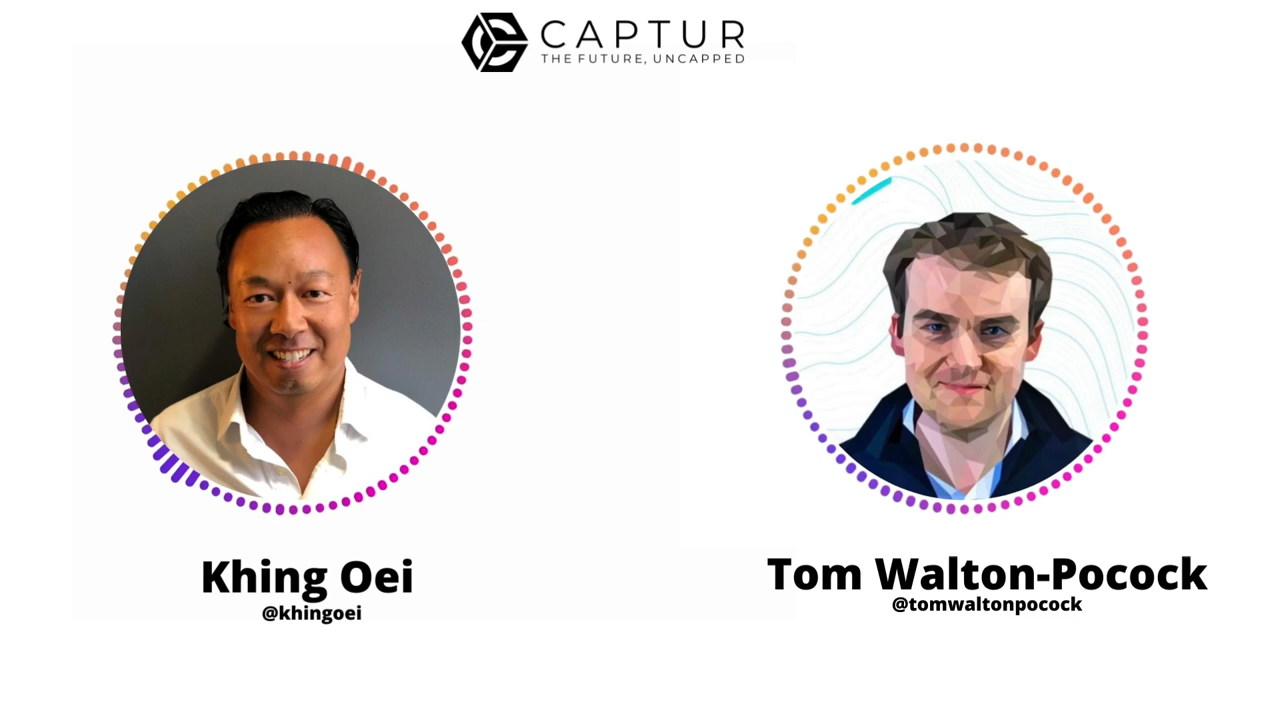 CAPTUR
THE FUTURE, UNCAPPED
Khing Oei
@khingoei
Tom Walton-Pocock
@tomwaltonpocock